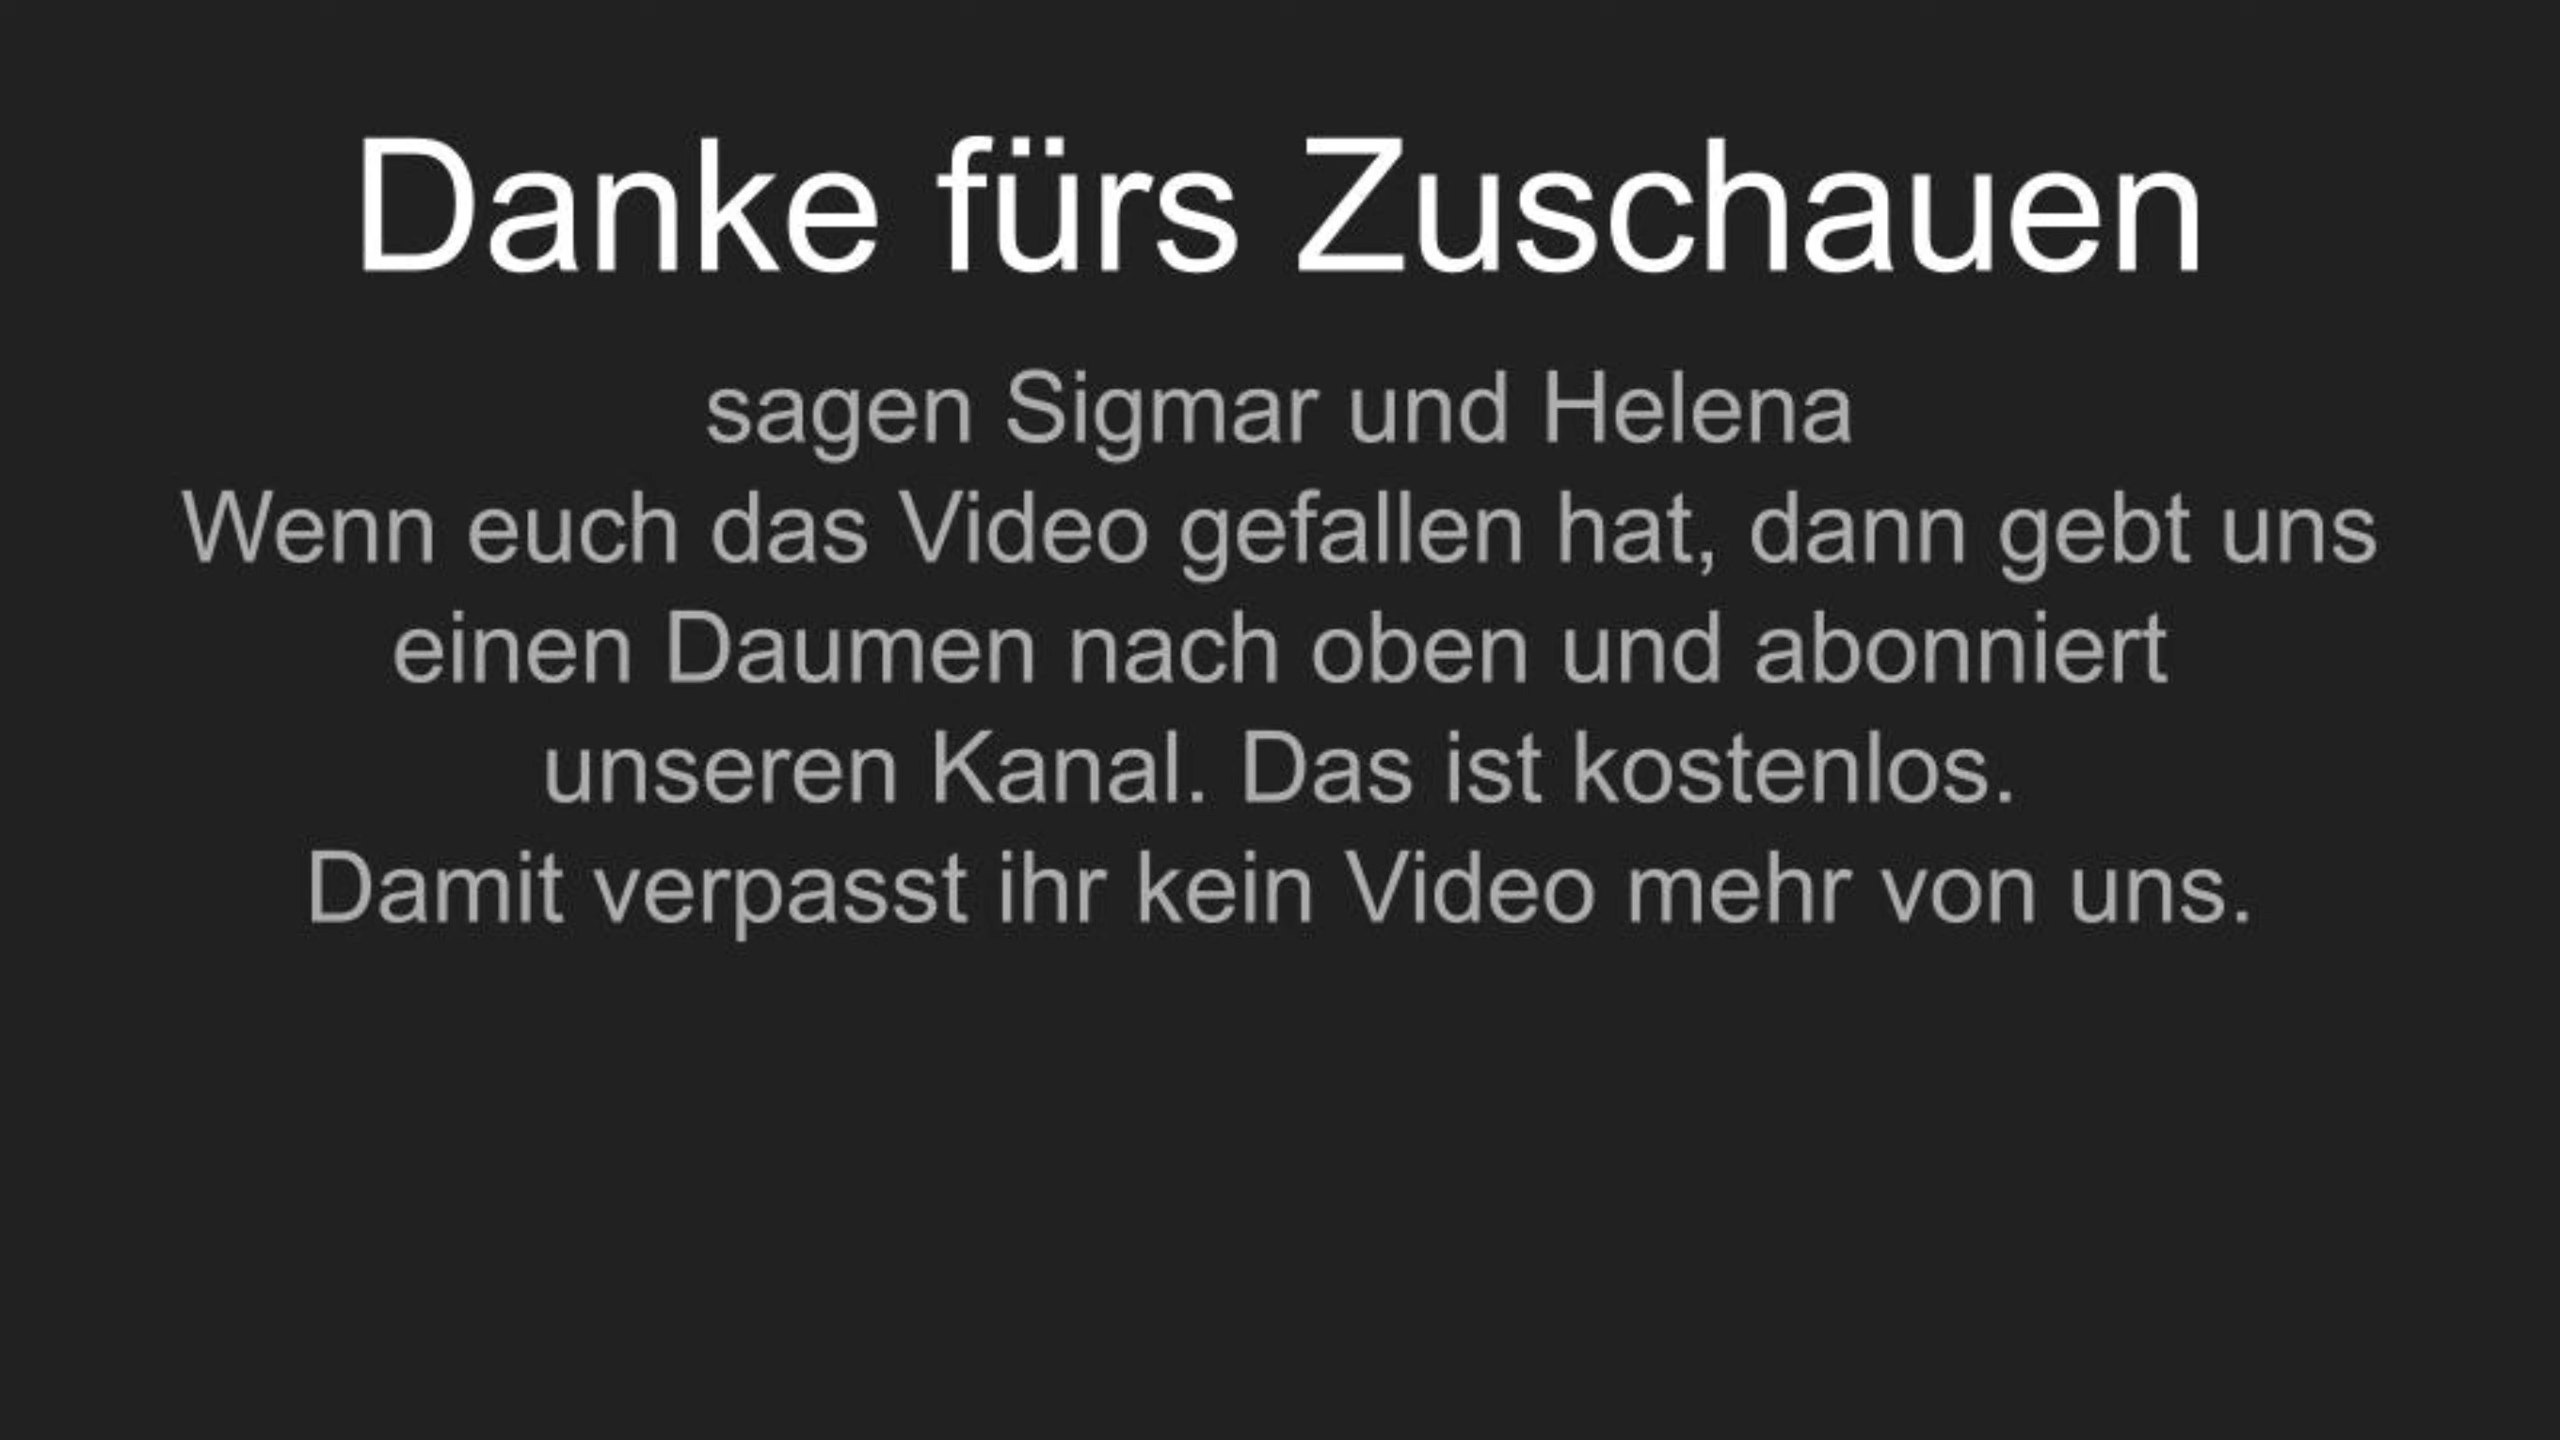 Danke fürs Zuschauen
sagen Sigmar und Helena
Wenn euch das Video gefallen hat, dann gebt uns
einen Daumen nach oben und abonniert
unseren Kanal. Das ist kostenlos.
Damit verpasst ihr kein Video mehr von uns.